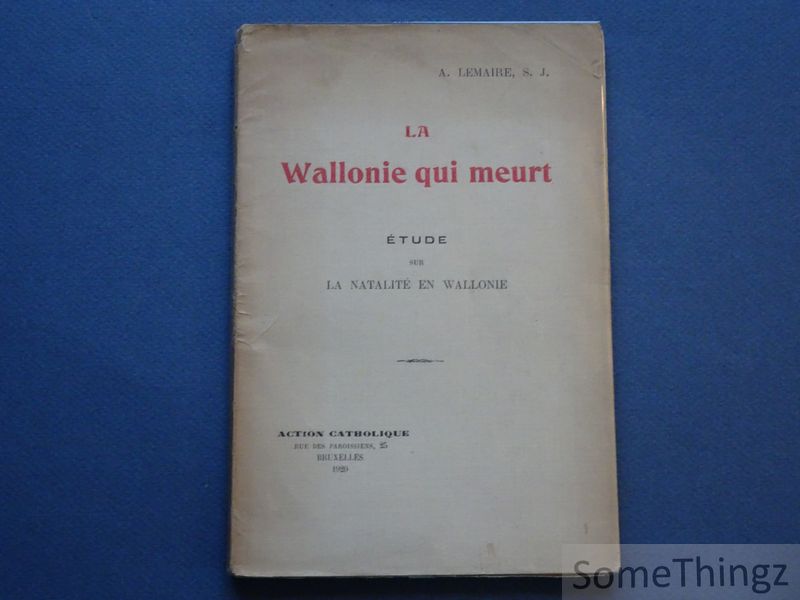 A. LEMAIRE, S. J.
LA
Wallonie qui meurt
ÉTUDE
SUR
LA NATALITÉ EN WALLONIE
ACTION CATHOLIQUE
RUE DES PAROISSIENS, 25
BRUXELLES
1920
SomeThingz